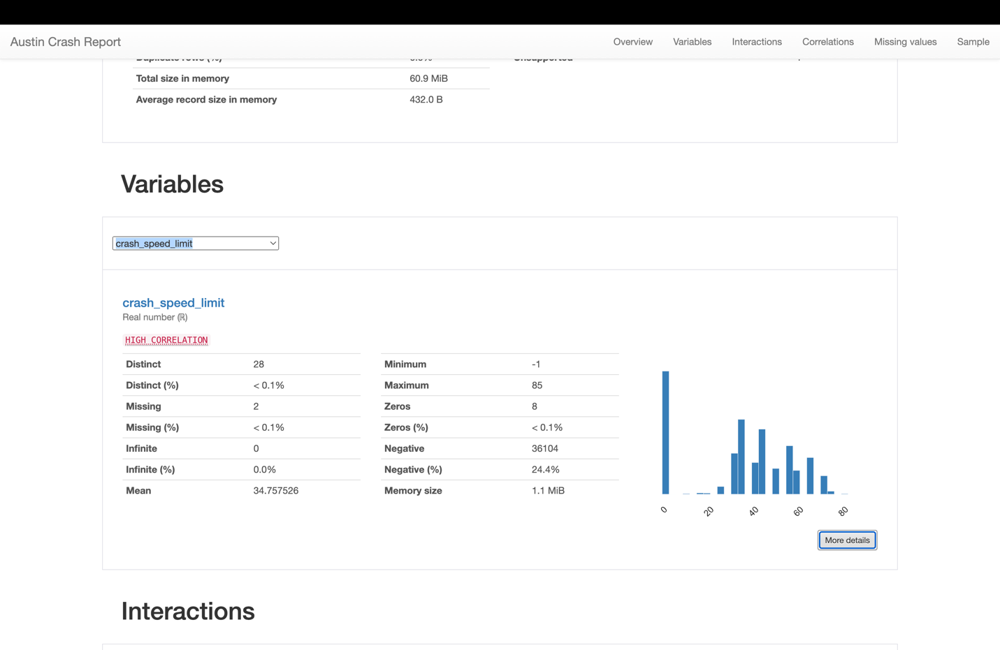 Austin Crash Report
Overview Variables Interactions Correlations Missing values Sample
Duplicate rows (%)
Unsupported
Total size in memory 60.9 MiB
Average record size in memory 432.0 B
Variables
crash_speed_limit
crash_speed_limit
Real number (ℝ)
HIGH CORRELATION
Distinct 28
Distinct (%) < 0.1%
Missing 2
Missing (%) < 0.1%
Infinite 0
Infinite (%) 0.0%
Mean 34.757526
Minimum -1
Maximum 85
Zeros 8
Zeros (%) < 0.1%
Negative 36104
Negative (%) 24.4%
Memory size 1.1 MiB
0 20 40 60 80
More details
Interactions